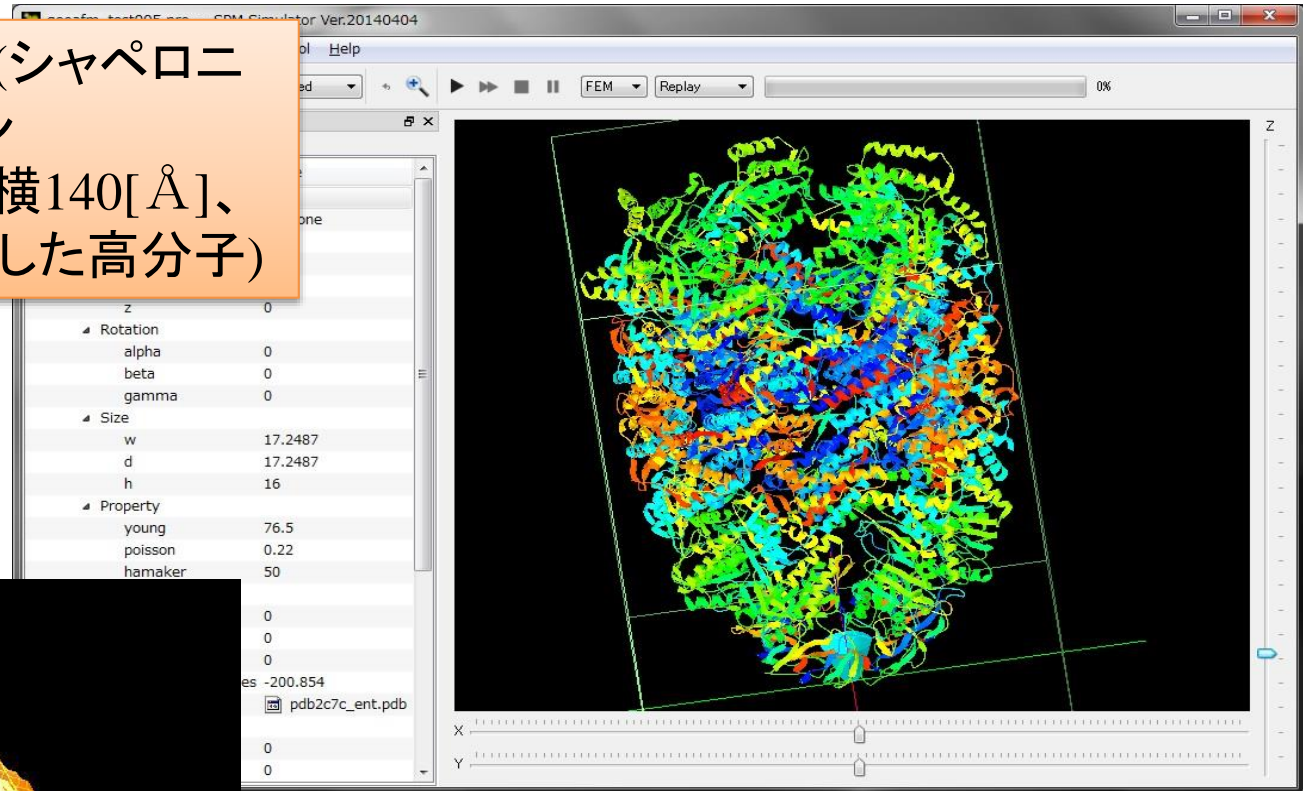 SPM Simulator Ver.20140404
Help
(シャペロニ
ン
横140[Å]、
した高分子)
FEM
Replay
0%
Z
z 0
Rotation
alpha 0
beta 0
gamma 0
Size
w 17.2487
d 17.2487
h 16
Property
young 76.5
poisson 0.22
hamaker 50
0
0
0
es -200.854
pdb2c7c_ent.pdb
0
0
X
Y